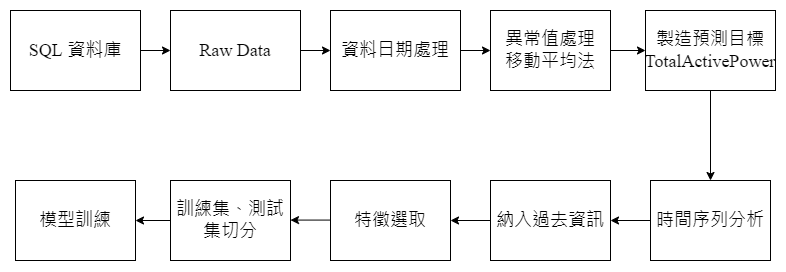 SQL 資料庫
Raw Data
資料日期處理
異常值處理
移動平均法
製造預測目標
TotalActivePower
時間序列分析
納入過去資訊
特徵選取
訓練集、測試
集切分
模型訓練